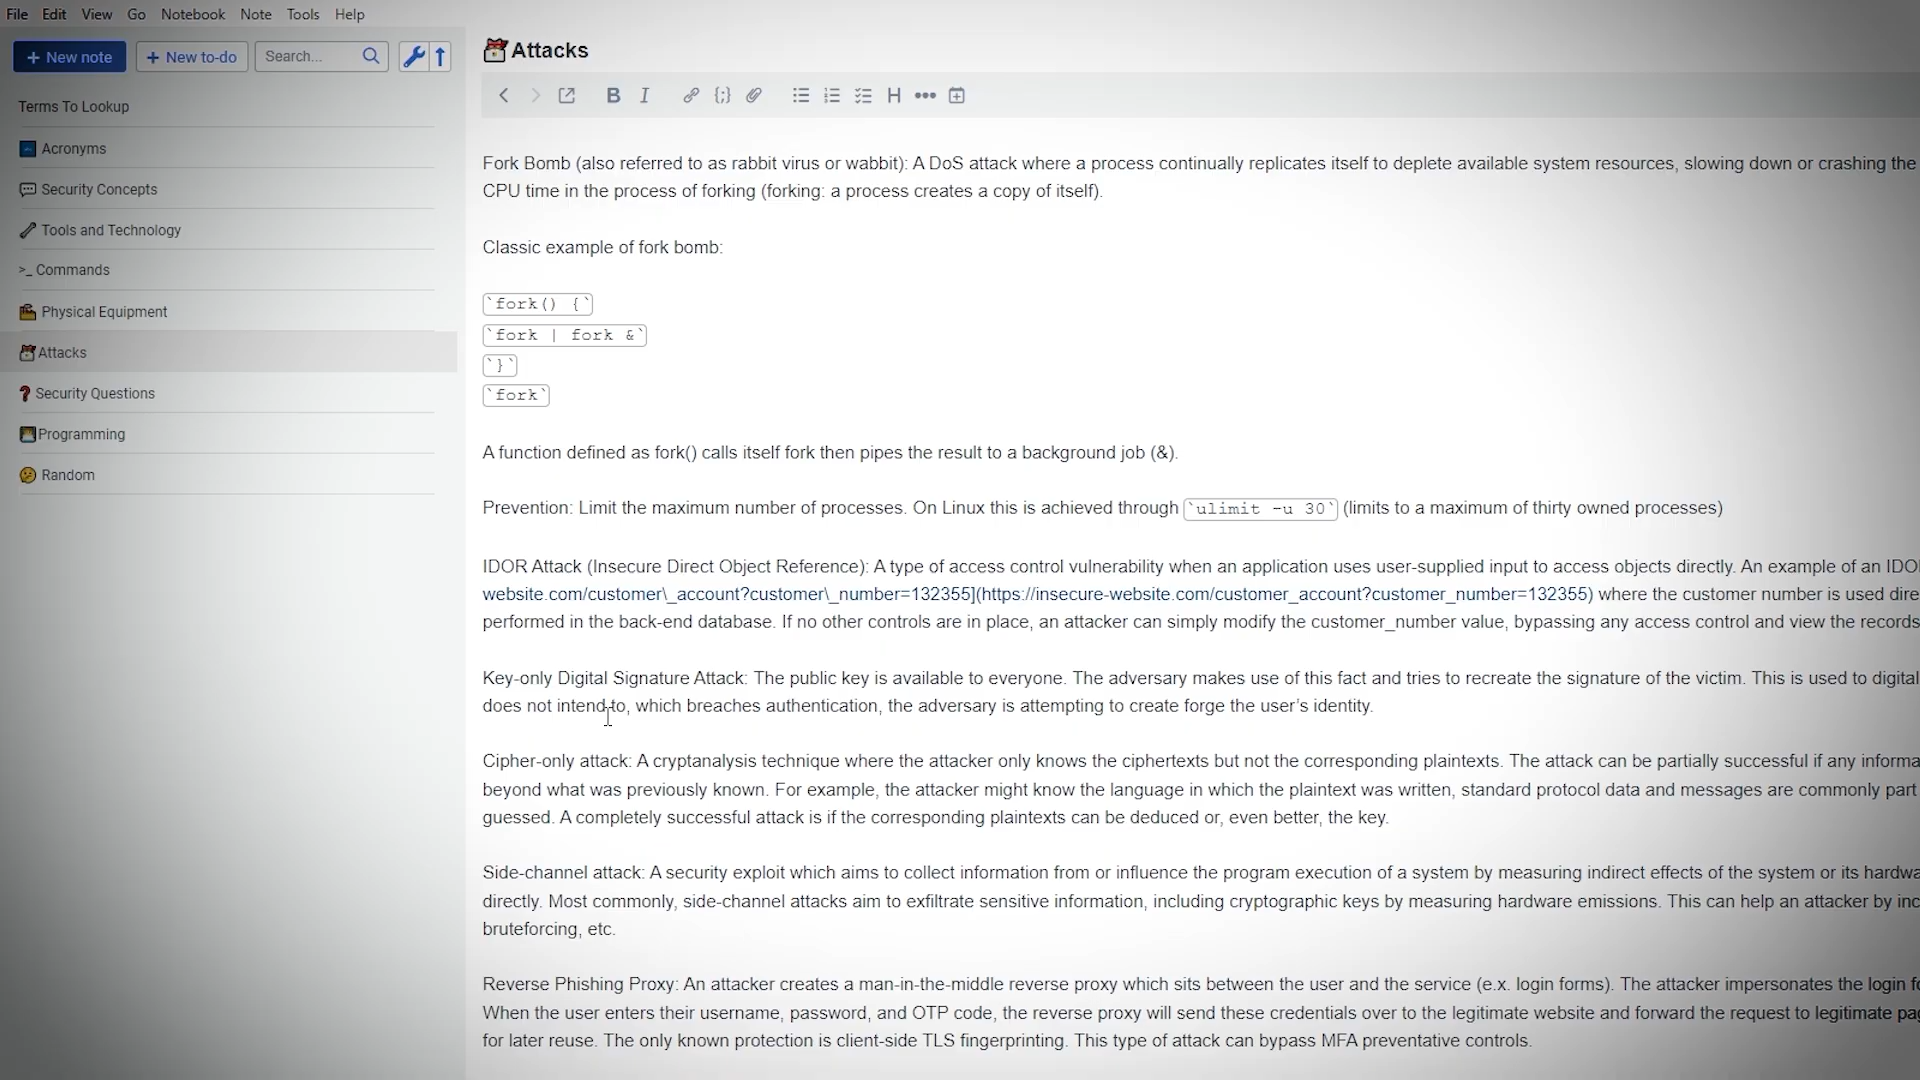 File Edit View Go Notebook Note Tools Help
+ New note + New to-do Search...
Terms To Lookup
Acronyms
Security Concepts
Tools and Technology
>_ Commands
Physical Equipment
Attacks
Security Questions
Programming
Random
Attacks
B I {;} H •••
Fork Bomb (also referred to as rabbit virus or wabbit): A DoS attack where a process continually replicates itself to deplete available system resources, slowing down or crashing the
CPU time in the process of forking (forking: a process creates a copy of itself).
Classic example of fork bomb:
`fork() {`
`fork | fork &`
`}`
`fork`
A function defined as fork() calls itself fork then pipes the result to a background job (&).
Prevention: Limit the maximum number of processes. On Linux this is achieved through `ulimit -u 30` (limits to a maximum of thirty owned processes)
IDOR Attack (Insecure Direct Object Reference): A type of access control vulnerability when an application uses user-supplied input to access objects directly. An example of an IDO
website.com/customer\_account?customer\_number=132355](https://insecure-website.com/customer_account?customer_number=132355) where the customer number is used dire
performed in the back-end database. If no other controls are in place, an attacker can simply modify the customer_number value, bypassing any access control and view the records
Key-only Digital Signature Attack: The public key is available to everyone. The adversary makes use of this fact and tries to recreate the signature of the victim. This is used to digital
does not intend to, which breaches authentication, the adversary is attempting to create forge the user's identity.
Cipher-only attack: A cryptanalysis technique where the attacker only knows the ciphertexts but not the corresponding plaintexts. The attack can be partially successful if any informa
beyond what was previously known. For example, the attacker might know the language in which the plaintext was written, standard protocol data and messages are commonly part
guessed. A completely successful attack is if the corresponding plaintexts can be deduced or, even better, the key.
Side-channel attack: A security exploit which aims to collect information from or influence the program execution of a system by measuring indirect effects of the system or its hardwa
directly. Most commonly, side-channel attacks aim to exfiltrate sensitive information, including cryptographic keys by measuring hardware emissions. This can help an attacker by inc
bruteforcing, etc.
Reverse Phishing Proxy: An attacker creates a man-in-the-middle reverse proxy which sits between the user and the service (e.x. login forms). The attacker impersonates the login fo
When the user enters their username, password, and OTP code, the reverse proxy will send these credentials over to the legitimate website and forward the request to legitimate pag
for later reuse. The only known protection is client-side TLS fingerprinting. This type of attack can bypass MFA preventative controls.